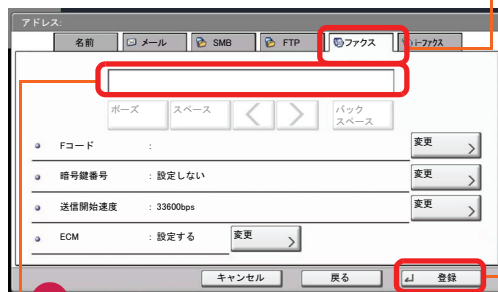 アドレス:
名前 メール SMB FTP ファクス i-ファクス
ポーズ スペース バック
スペース
Fコード : 変更
暗号鍵番号 : 設定しない 変更
送信開始速度 : 33600bps 変更
ECM : 設定する 変更
キャンセル 戻る 登録